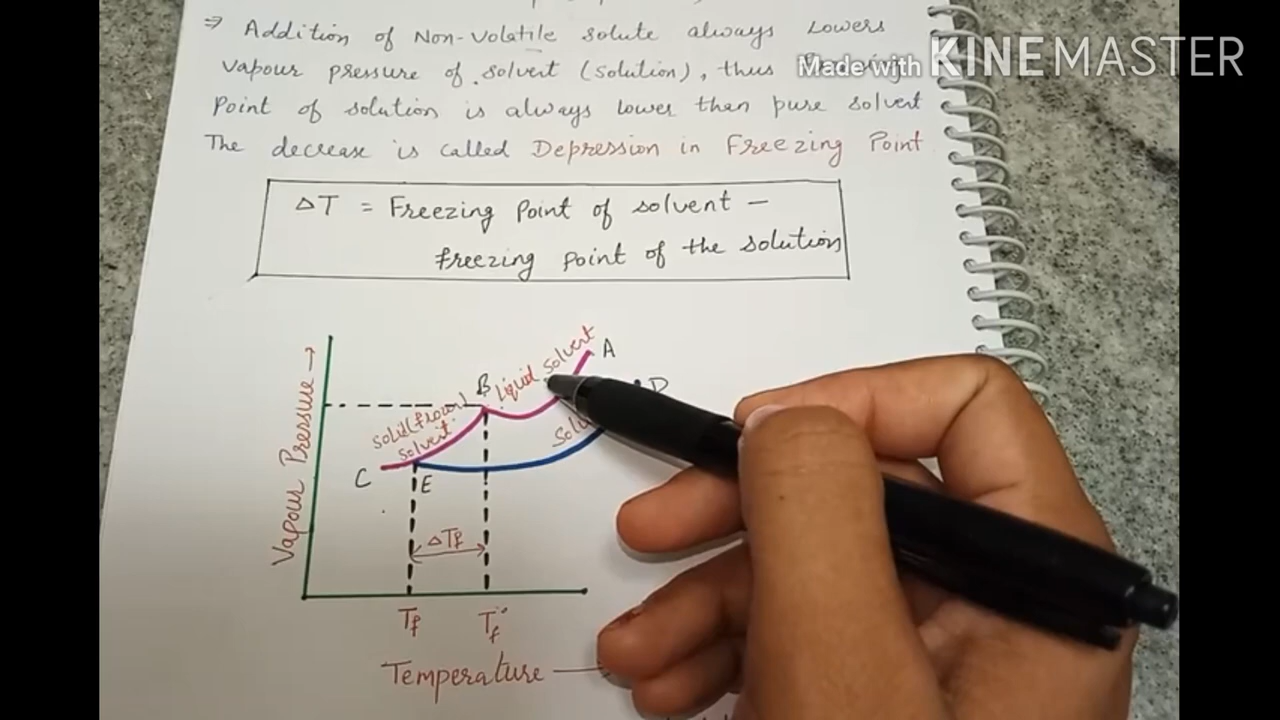 ⇒ Addition of Non-Volatile solute always Lowers
Vapour pressure of solvent (solution), thus
Made with KINEMASTER
Point of solution is always lower than pure solvent
The decrease is called Depression in Freezing Point
ΔT = Freezing Point of solvent −
freezing point of the solution
Vapour Pressure →
A
B
Liquid solvent
D
Solid (frozen)
solvent
C
E
ΔTf
Tf
Tf°
Temperature →